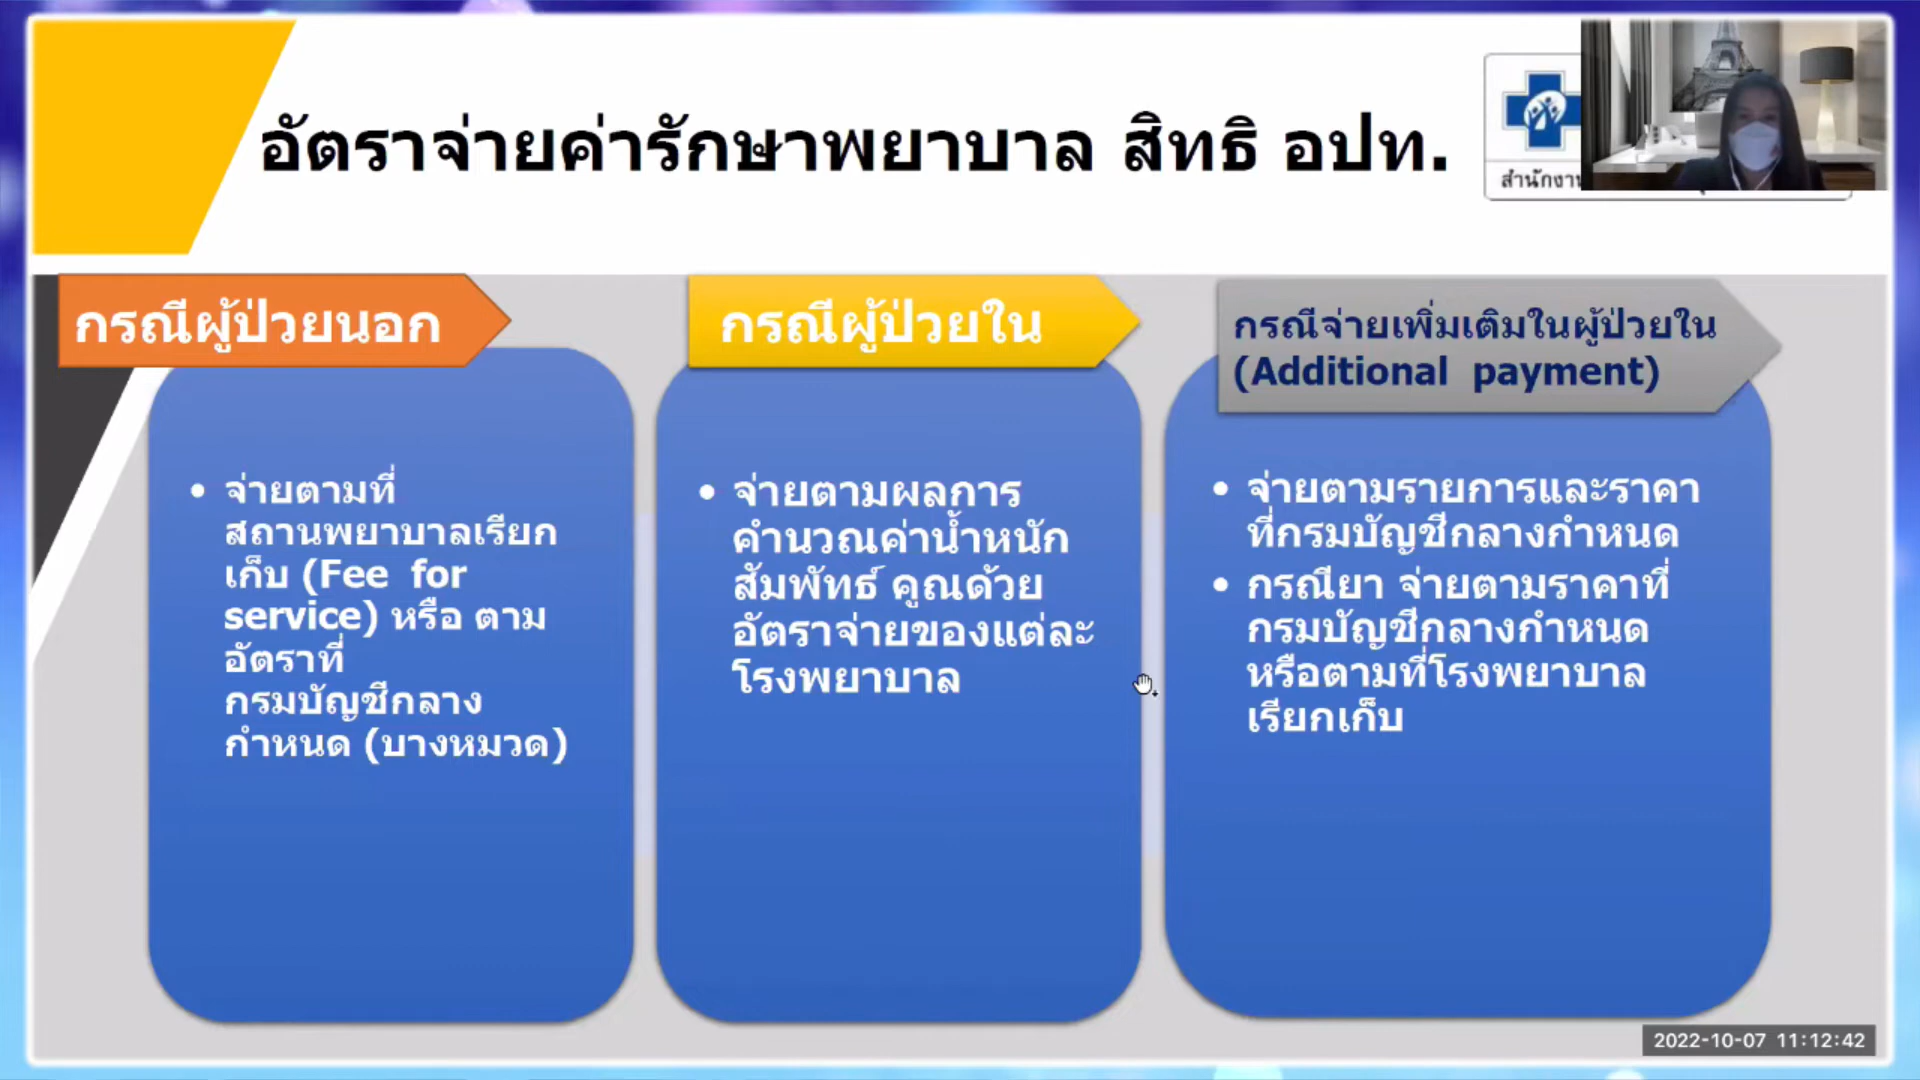 อัตราจ่ายค่ารักษาพยาบาล สิทธิ อปท.
สำนักงาน
กรณีผู้ป่วยนอก
• จ่ายตามที่
สถานพยาบาลเรียก
เก็บ (Fee for
service) หรือ ตาม
อัตราที่
กรมบัญชีกลาง
กำหนด (บางหมวด)
กรณีผู้ป่วยใน
• จ่ายตามผลการ
คำนวณค่าน้ำหนัก
สัมพัทธ์ คูณด้วย
อัตราจ่ายของแต่ละ
โรงพยาบาล
กรณีจ่ายเพิ่มเติมในผู้ป่วยใน
(Additional payment)
• จ่ายตามรายการและราคา
ที่กรมบัญชีกลางกำหนด
• กรณียา จ่ายตามราคาที่
กรมบัญชีกลางกำหนด
หรือตามที่โรงพยาบาล
เรียกเก็บ
2022-10-07 11:12:42